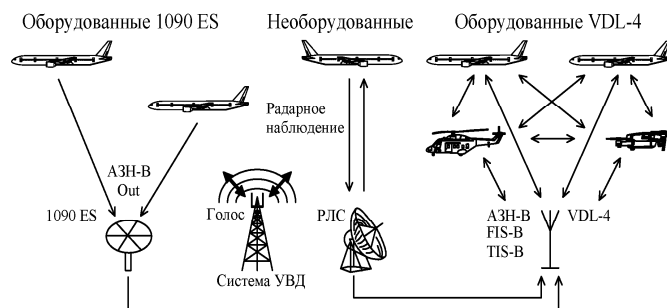 Оборудованные 1090 ES
Необорудованные
Оборудованные VDL-4
Радарное
наблюдение
АЗН-В
Out
1090 ES
Голос
РЛС
АЗН-В
FIS-B
TIS-B
VDL-4
Система УВД